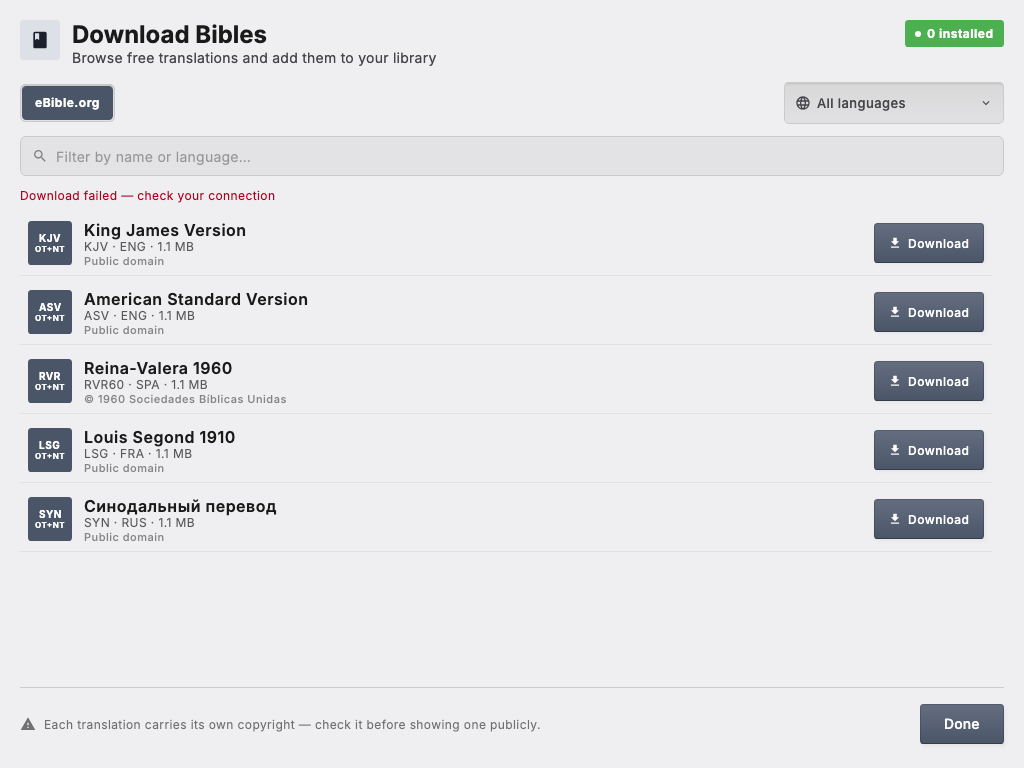 Download Bibles
Browse free translations and add them to your library
0 installed
eBible.org
All languages
Filter by name or language...
Download failed — check your connection
KJV
OT+NT
King James Version
KJV · ENG · 1.1 MB
Public domain
Download
ASV
OT+NT
American Standard Version
ASV · ENG · 1.1 MB
Public domain
Download
RVR
OT+NT
Reina-Valera 1960
RVR60 · SPA · 1.1 MB
© 1960 Sociedades Bíblicas Unidas
Download
LSG
OT+NT
Louis Segond 1910
LSG · FRA · 1.1 MB
Public domain
Download
SYN
OT+NT
Синодальный перевод
SYN · RUS · 1.1 MB
Public domain
Download
Each translation carries its own copyright — check it before showing one publicly.
Done